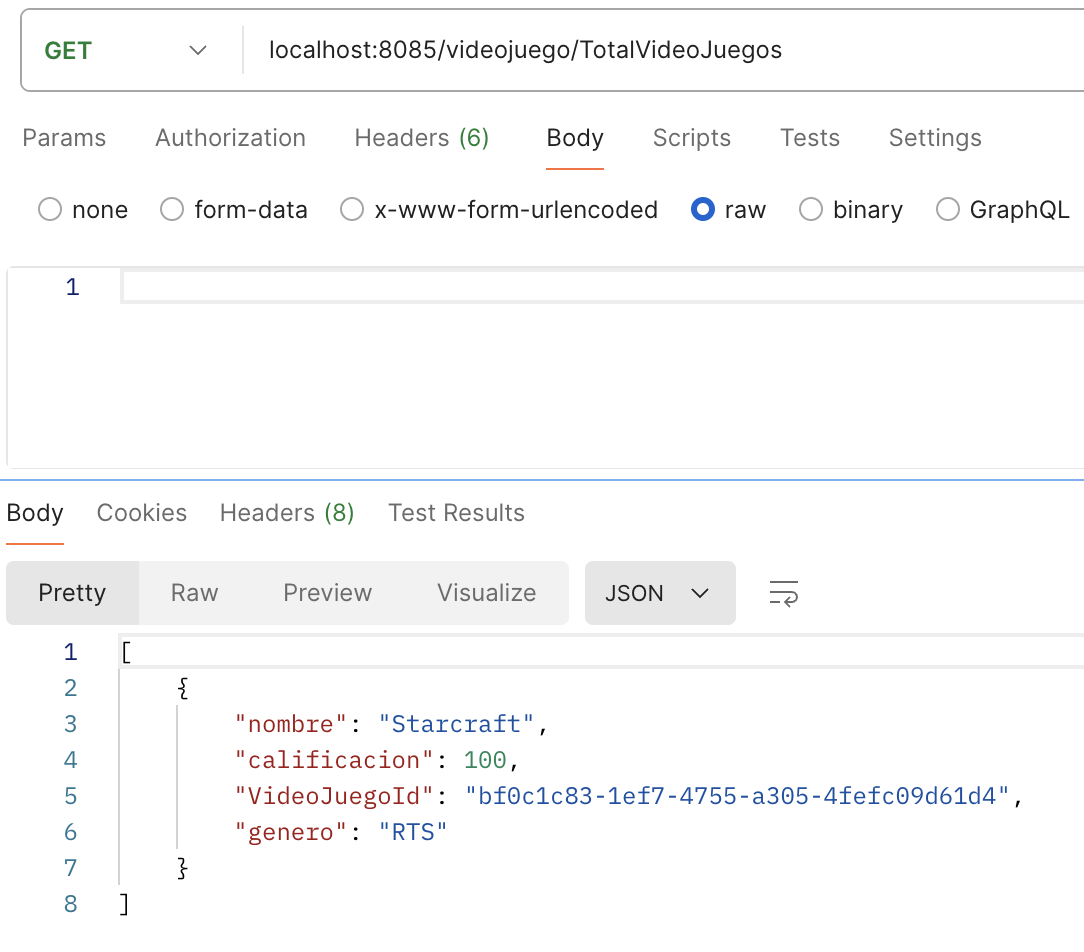 GET localhost:8085/videojuego/TotalVideoJuegos
Params Authorization Headers (6) Body Scripts Tests Settings
none form-data x-www-form-urlencoded raw binary GraphQL
1
Body Cookies Headers (8) Test Results
Pretty Raw Preview Visualize JSON
1 [
2 {
3 "nombre": "Starcraft",
4 "calificacion": 100,
5 "VideoJuegoId": "bf0c1c83-1ef7-4755-a305-4fefc09d61d4",
6 "genero": "RTS"
7 }
8 ]